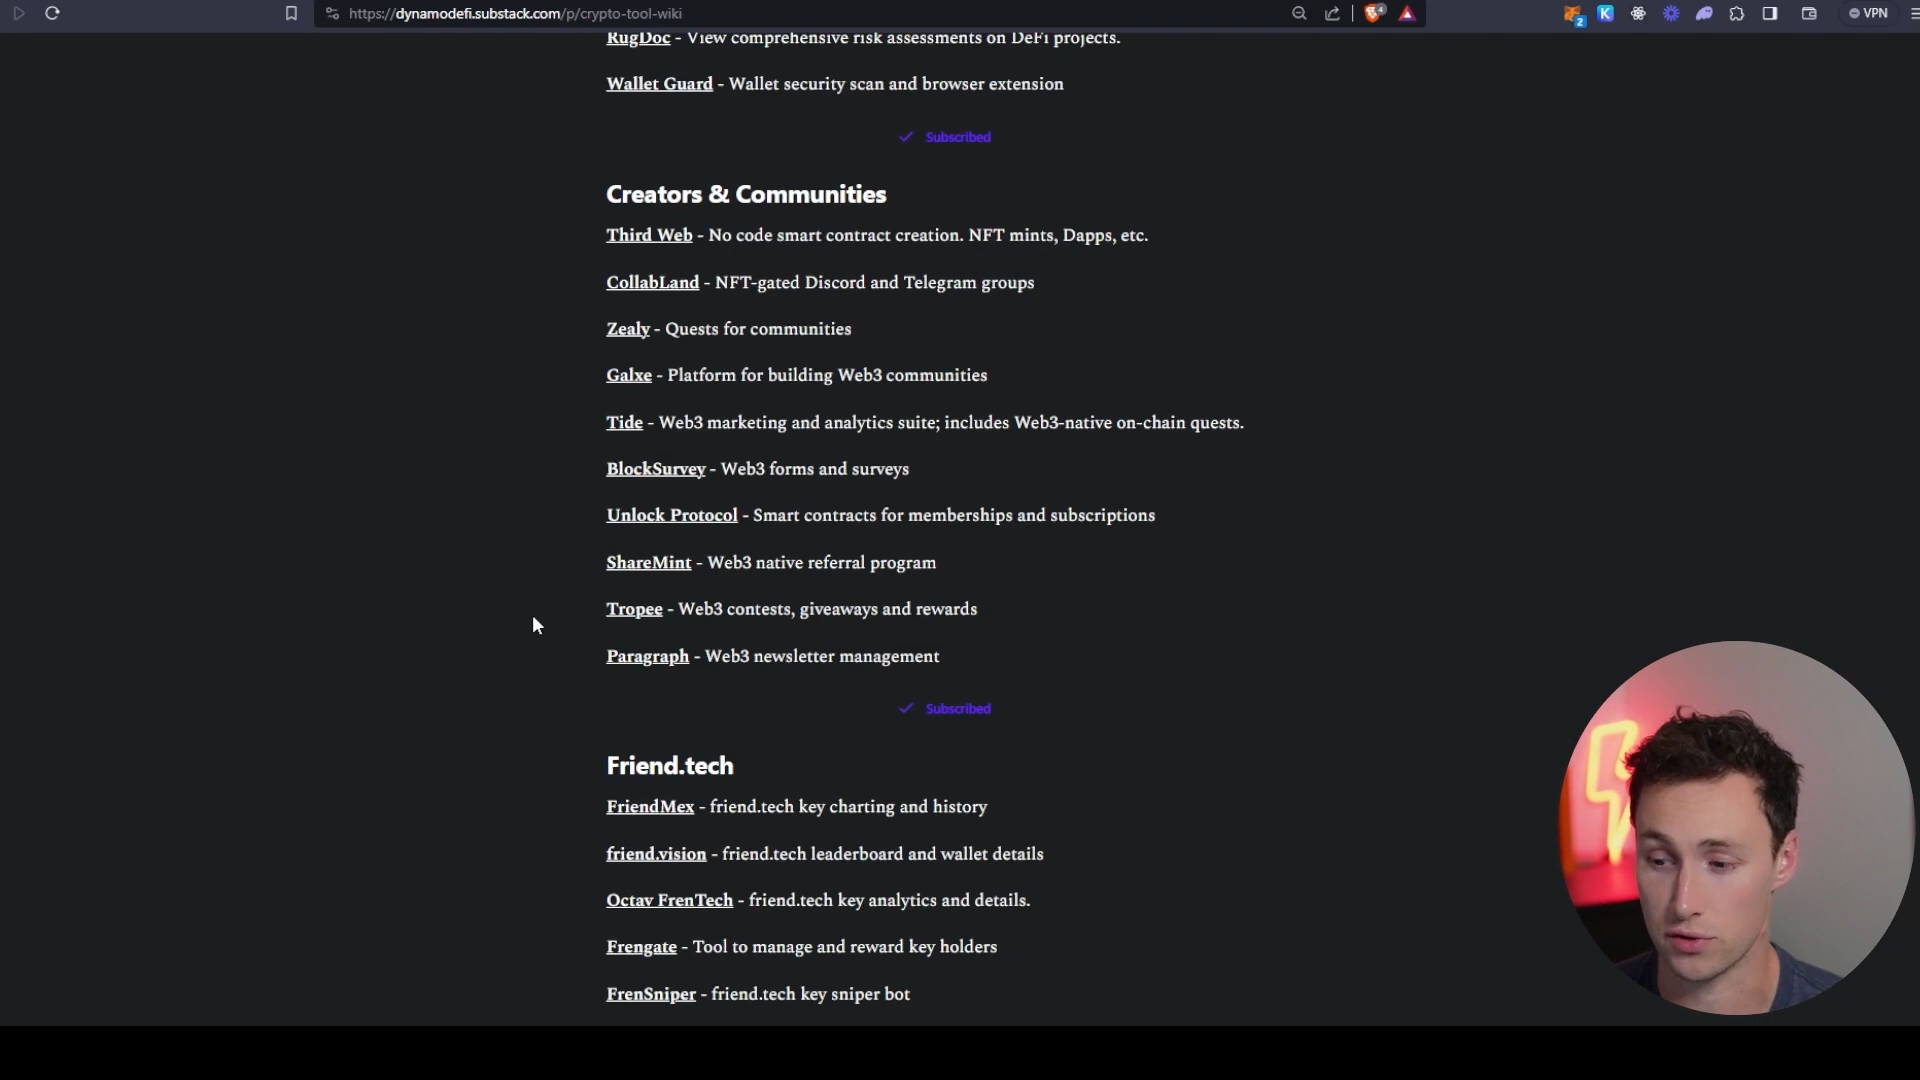 https://dynamodefi.substack.com/p/crypto-tool-wiki
4
2
K
VPN
RugDoc - View comprehensive risk assessments on DeFi projects.
Wallet Guard - Wallet security scan and browser extension
Subscribed
Creators & Communities
Third Web - No code smart contract creation. NFT mints, Dapps, etc.
CollabLand - NFT-gated Discord and Telegram groups
Zealy - Quests for communities
Galxe - Platform for building Web3 communities
Tide - Web3 marketing and analytics suite; includes Web3-native on-chain quests.
BlockSurvey - Web3 forms and surveys
Unlock Protocol - Smart contracts for memberships and subscriptions
ShareMint - Web3 native referral program
Tropee - Web3 contests, giveaways and rewards
Paragraph - Web3 newsletter management
Subscribed
Friend.tech
FriendMex - friend.tech key charting and history
friend.vision - friend.tech leaderboard and wallet details
Octav FrenTech - friend.tech key analytics and details.
Frengate - Tool to manage and reward key holders
FrenSniper - friend.tech key sniper bot